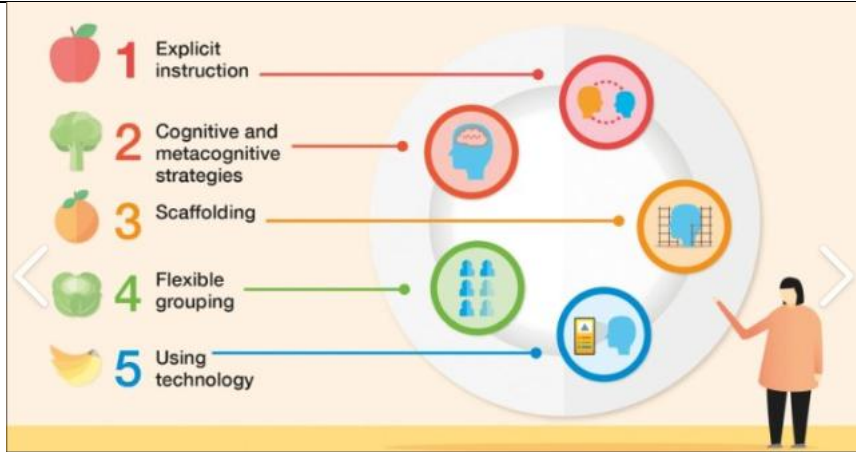 1 Explicit
instruction
2 Cognitive and
metacognitive
strategies
3 Scaffolding
4 Flexible
grouping
5 Using
technology